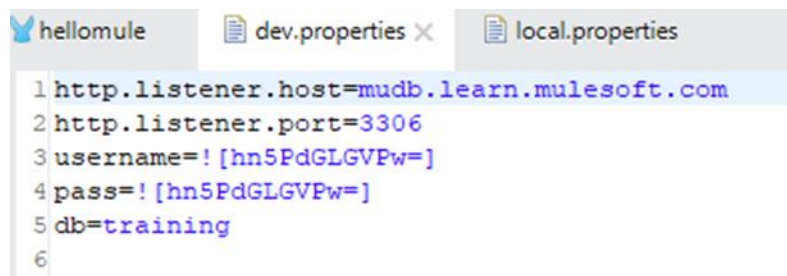 hellomule dev.properties local.properties
1 http.listener.host=mudb.learn.mulesoft.com
2 http.listener.port=3306
3 username=![hn5PdGLGVPw=]
4 pass=![hn5PdGLGVPw=]
5 db=training
6